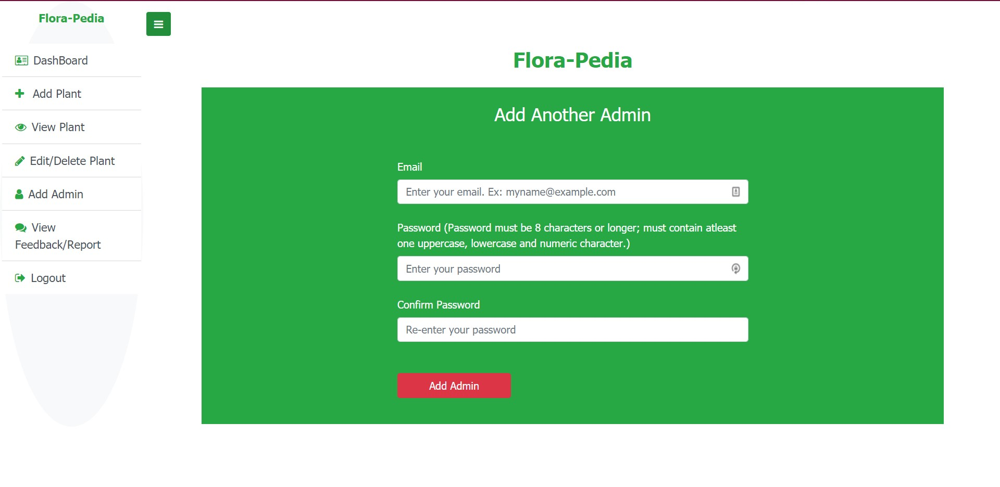 Flora-Pedia
DashBoard
Add Plant
View Plant
Edit/Delete Plant
Add Admin
View
Feedback/Report
Logout
Flora-Pedia
Add Another Admin
Email
Enter your email. Ex: myname@example.com
Password (Password must be 8 characters or longer; must contain atleast
one uppercase, lowercase and numeric character.)
Enter your password
Confirm Password
Re-enter your password
Add Admin